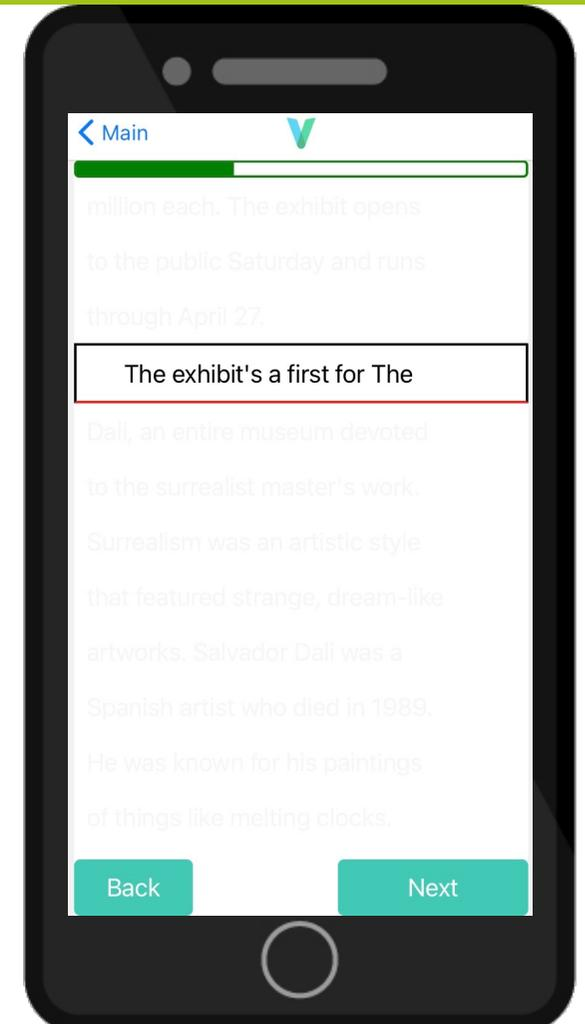 Main
million each. The exhibit opens
to the public Saturday and runs
through April 27.
The exhibit's a first for The
Dali, an entire museum devoted
to the surrealist master's work.
Surrealism was an artistic style
that featured strange, dream-like
artworks. Salvador Dali was a
Spanish artist who died in 1989.
He was known for his paintings
of things like melting clocks.
Back Next